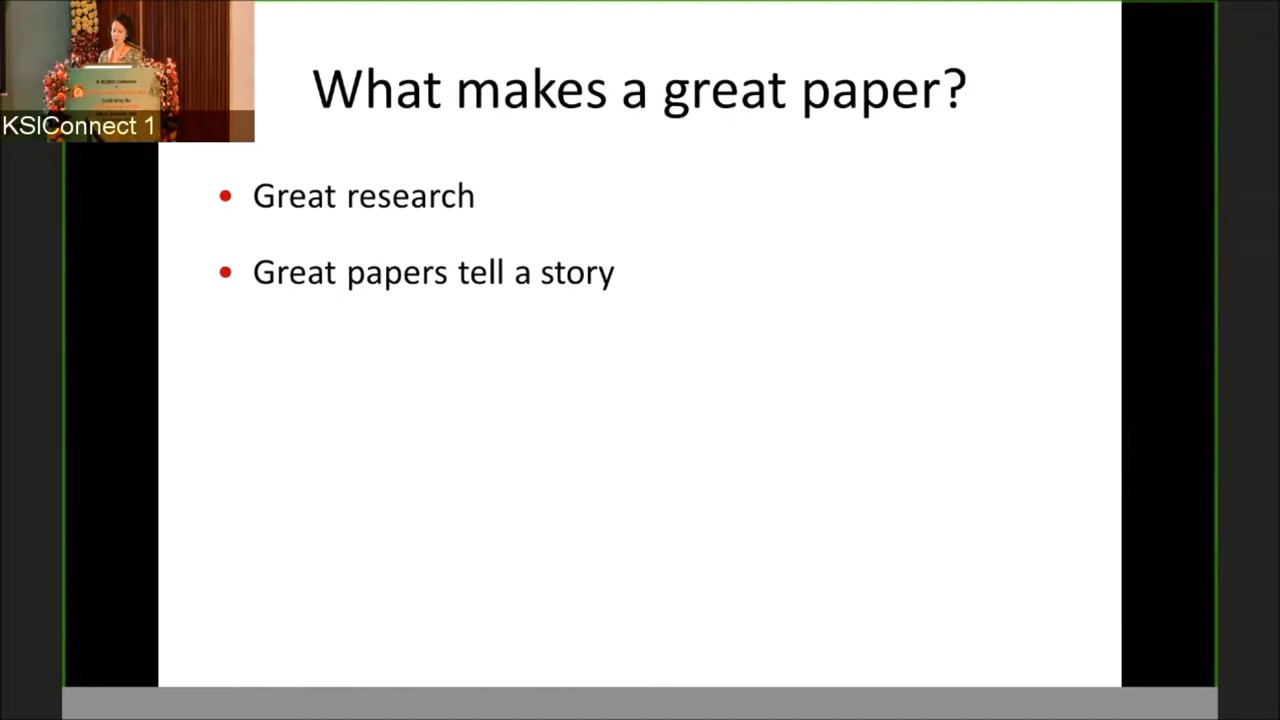 What makes a great paper?
KSIConnect 1
• Great research
• Great papers tell a story